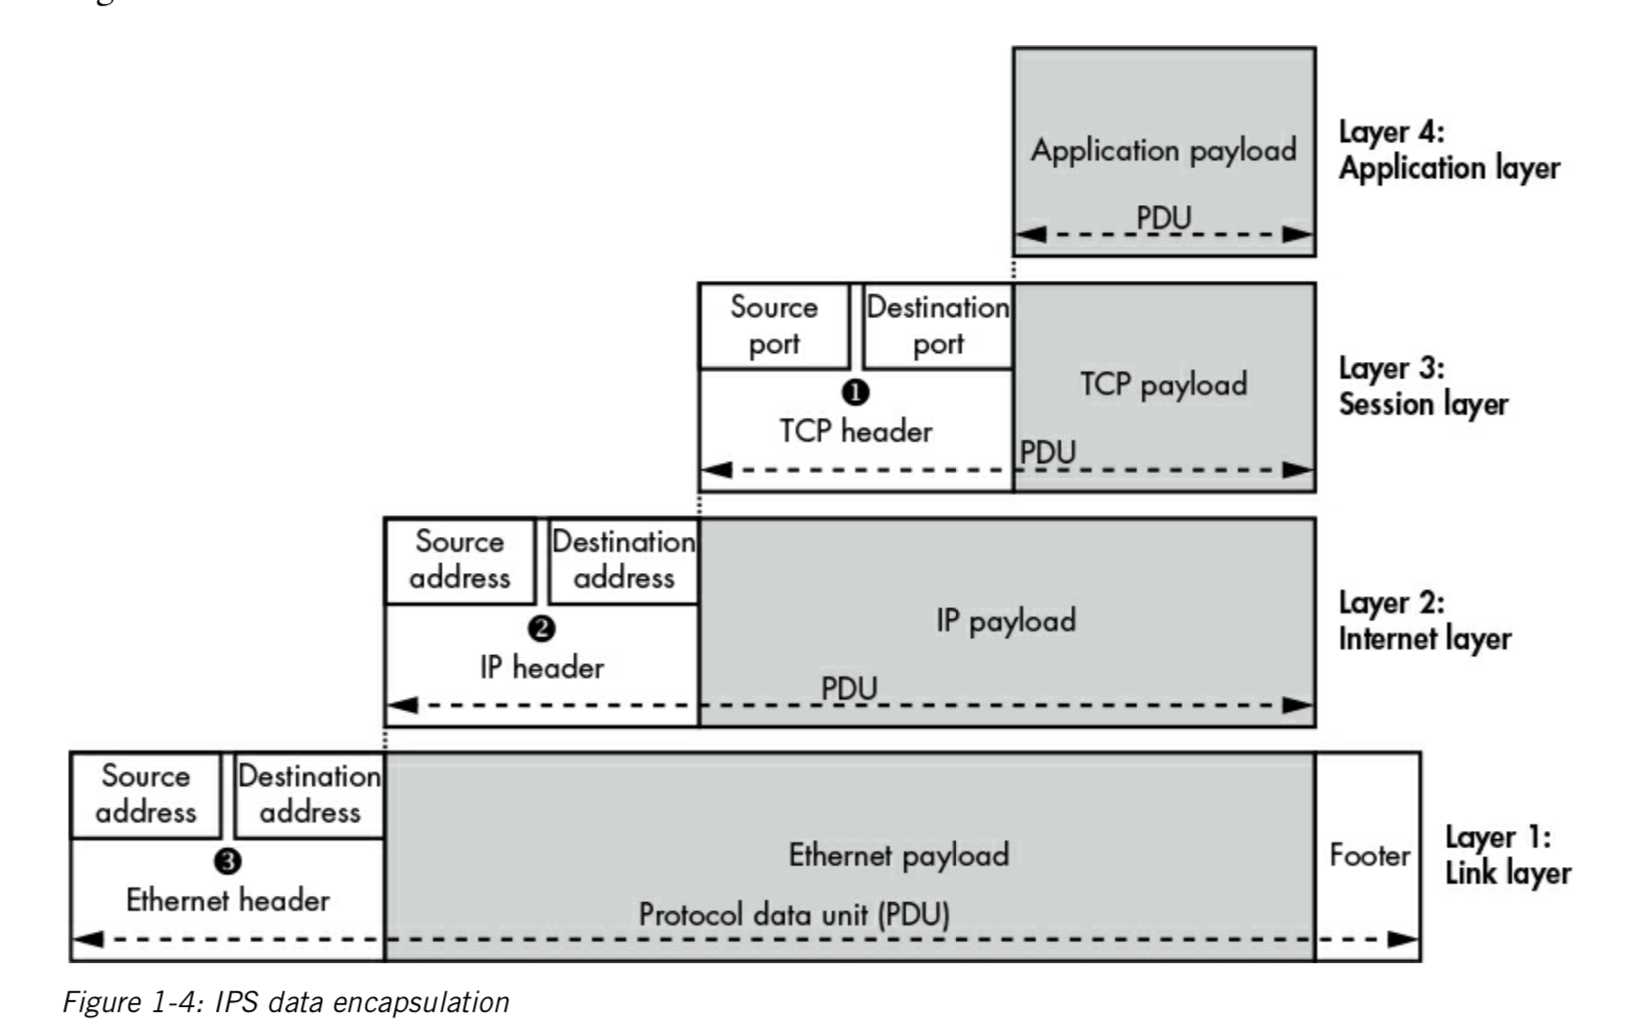 Application payload
PDU
Layer 4:
Application layer
Source
port
Destination
port
❶
TCP header
TCP payload
PDU
Layer 3:
Session layer
Source
address
Destination
address
❷
IP header
IP payload
PDU
Layer 2:
Internet layer
Source
address
Destination
address
❸
Ethernet header
Ethernet payload
Protocol data unit (PDU)
Footer
Layer 1:
Link layer
Figure 1-4: IPS data encapsulation